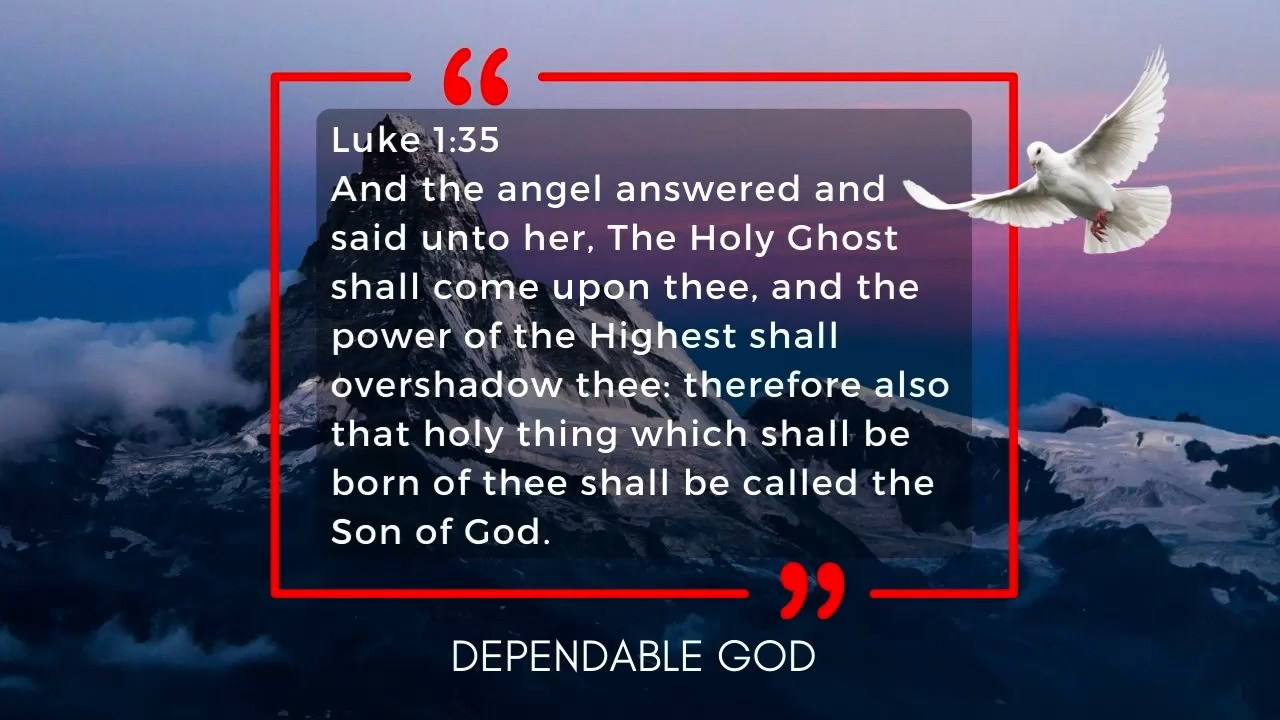 “
Luke 1:35
And the angel answered and
said unto her, The Holy Ghost
shall come upon thee, and the
power of the Highest shall
overshadow thee: therefore also
that holy thing which shall be
born of thee shall be called the
Son of God.
”
DEPENDABLE GOD